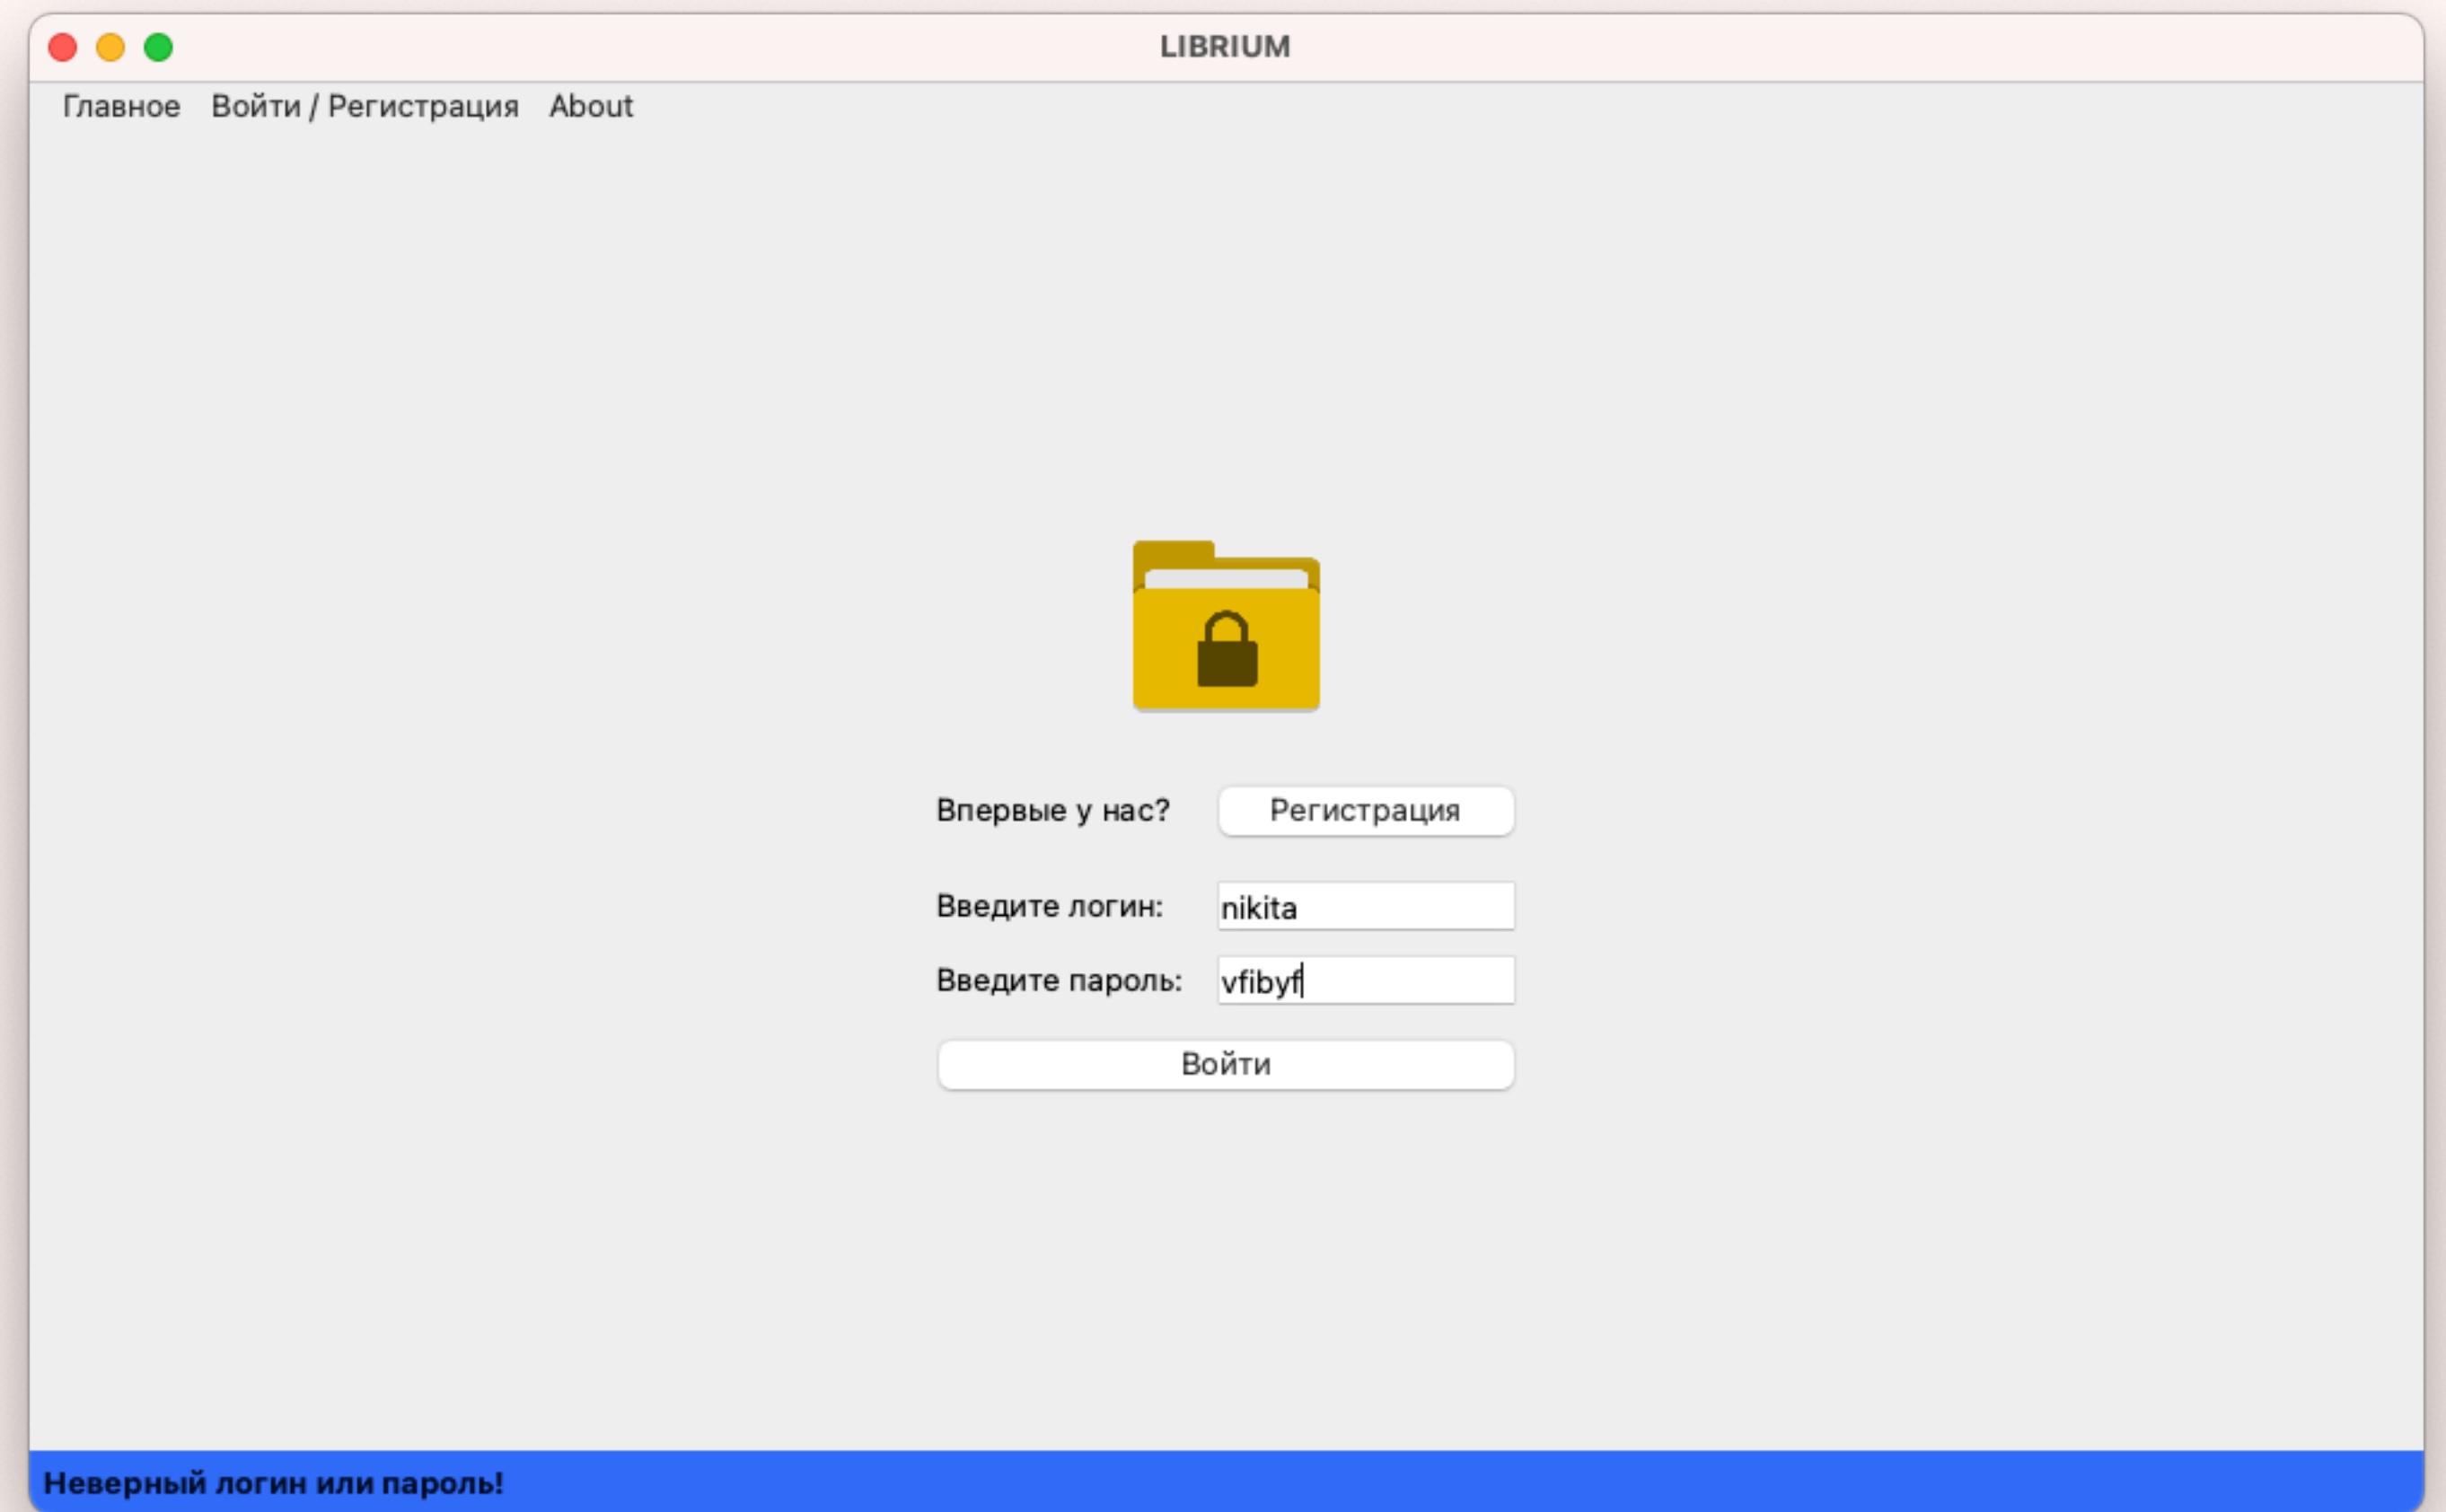 LIBRIUM
Главное Войти / Регистрация About
Впервые у нас? Регистрация
Введите логин: nikita
Введите пароль: vfibyf
Войти
Неверный логин или пароль!